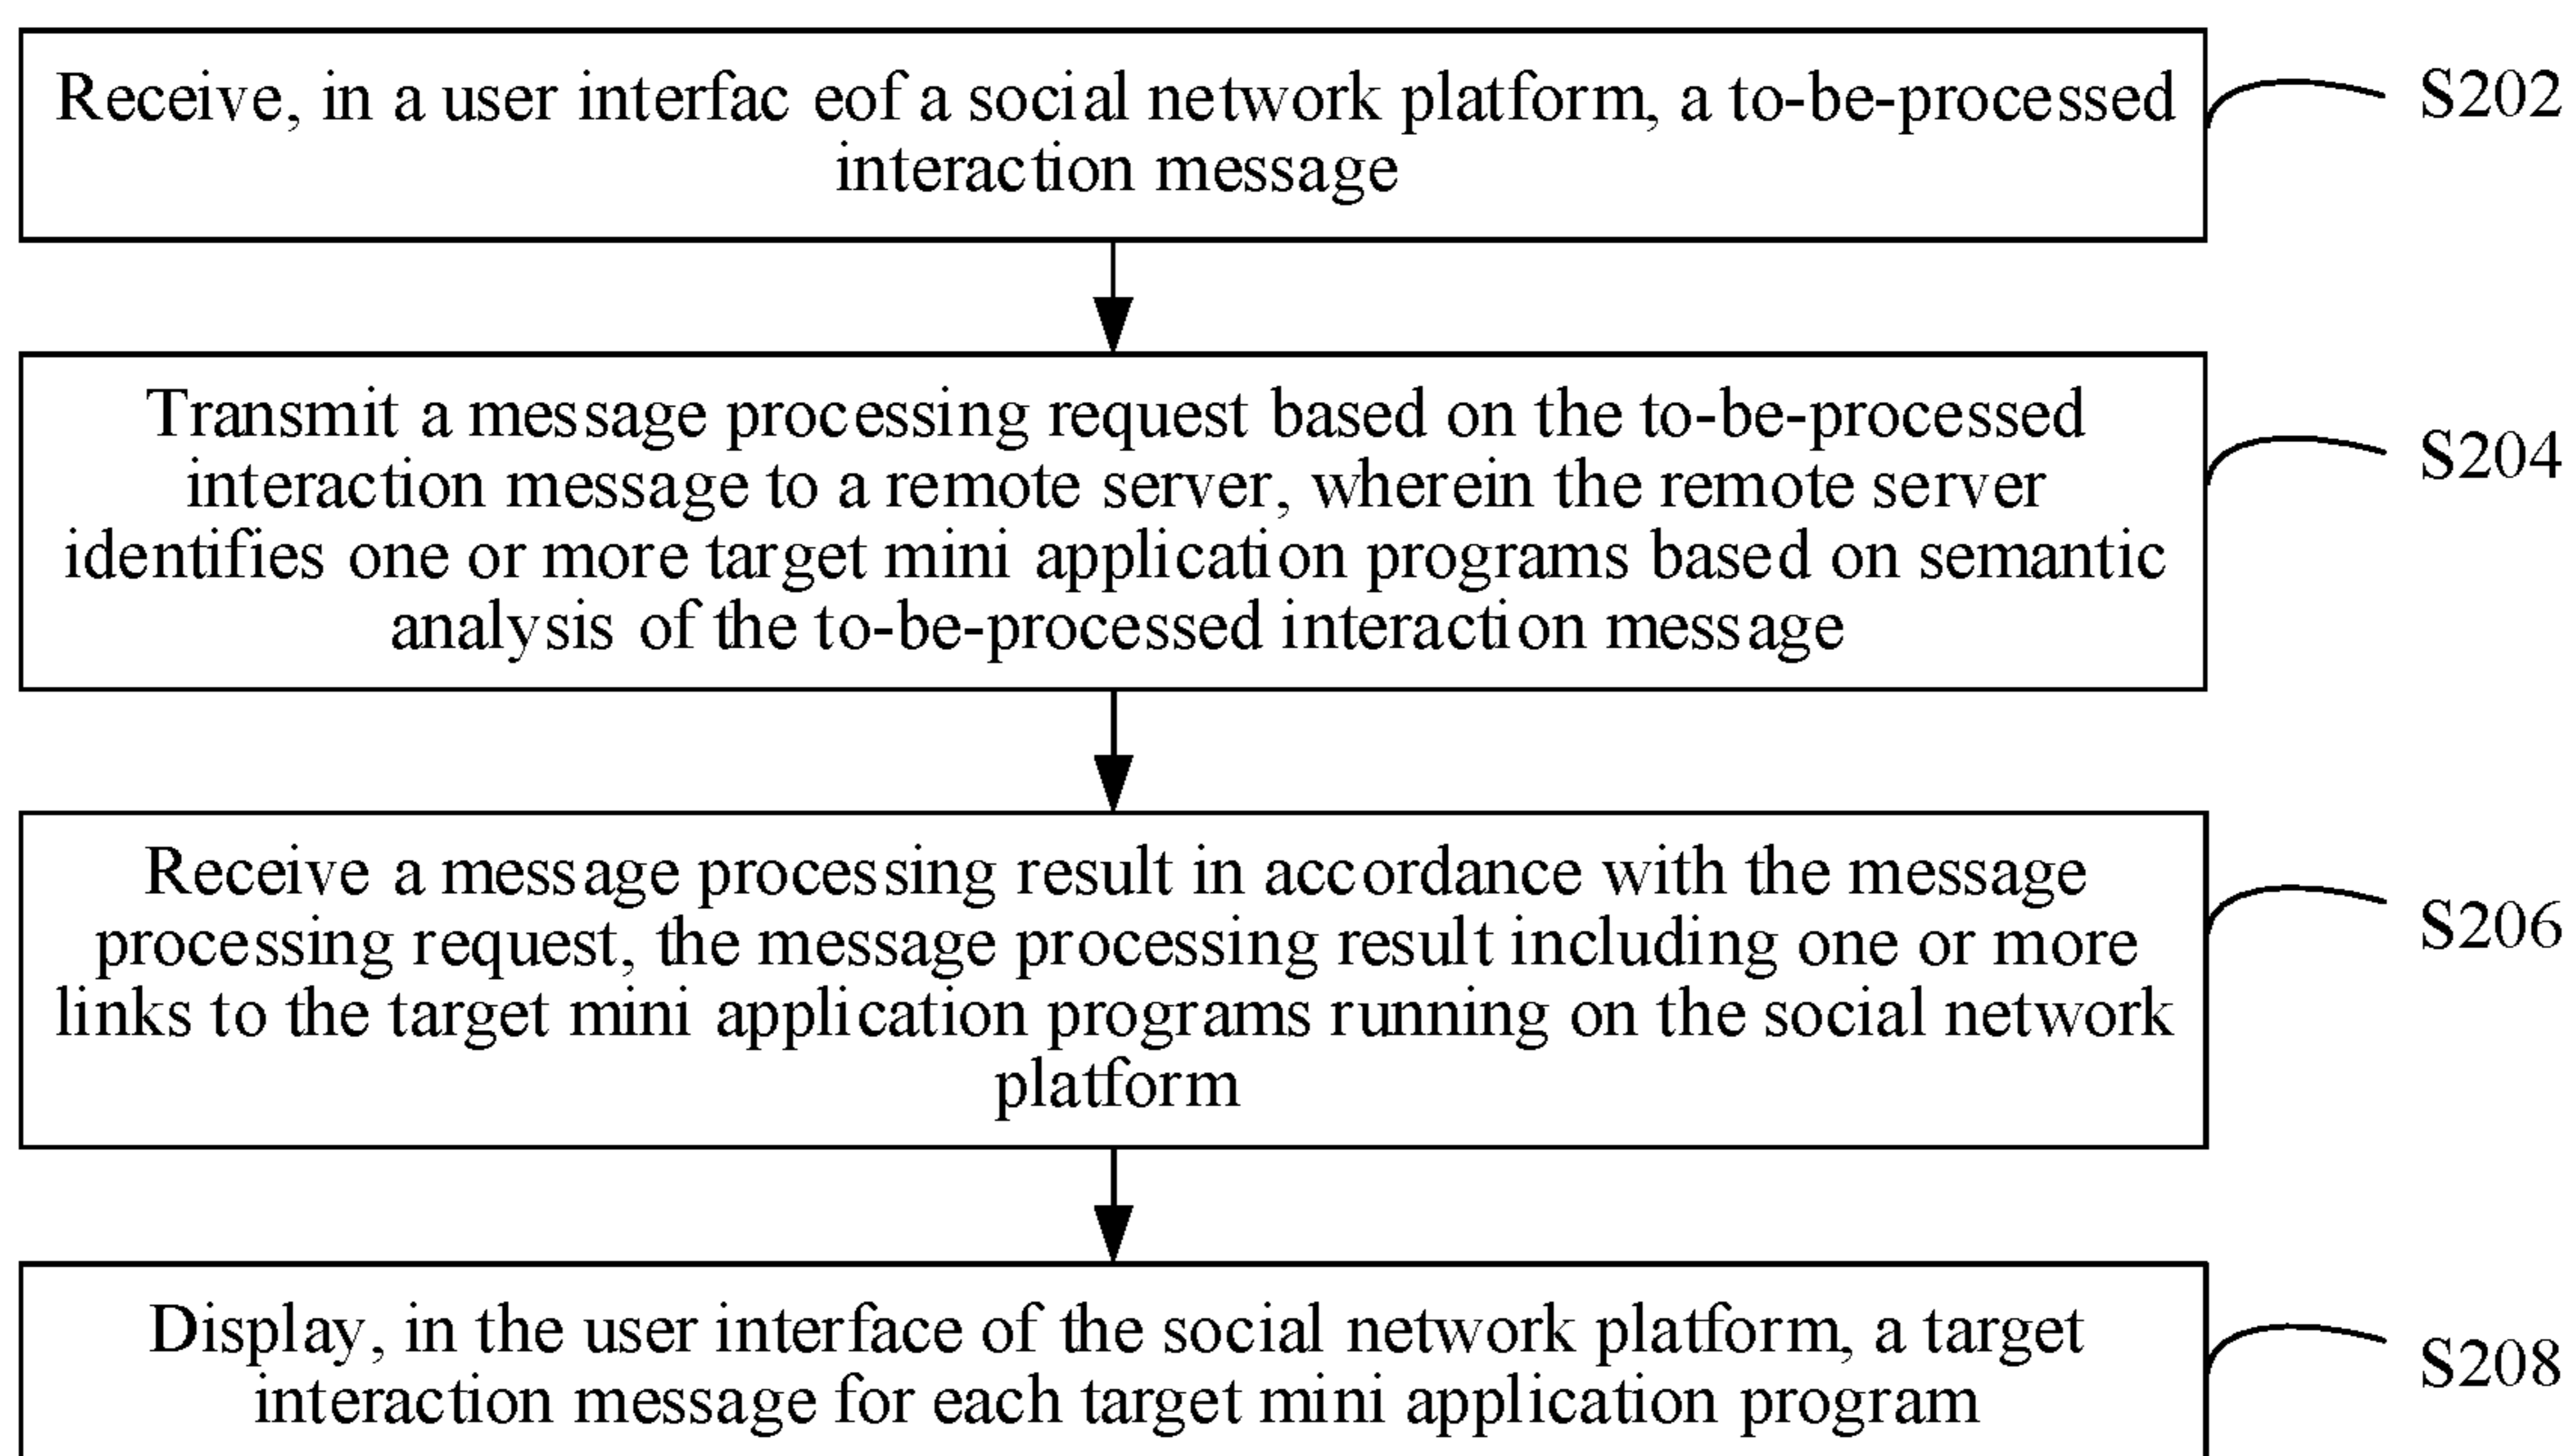 Receive, in a user interfac eof a social network platform, a to-be-processed
interaction message
S202
Transmit a message processing request based on the to-be-processed
interaction message to a remote server, wherein the remote server
identifies one or more target mini application programs based on semantic
analysis of the to-be-processed interaction message
S204
Receive a message processing result in accordance with the message
processing request, the message processing result including one or more
links to the target mini application programs running on the social network
platform
S206
Display, in the user interface of the social network platform, a target
interaction message for each target mini application program
S208